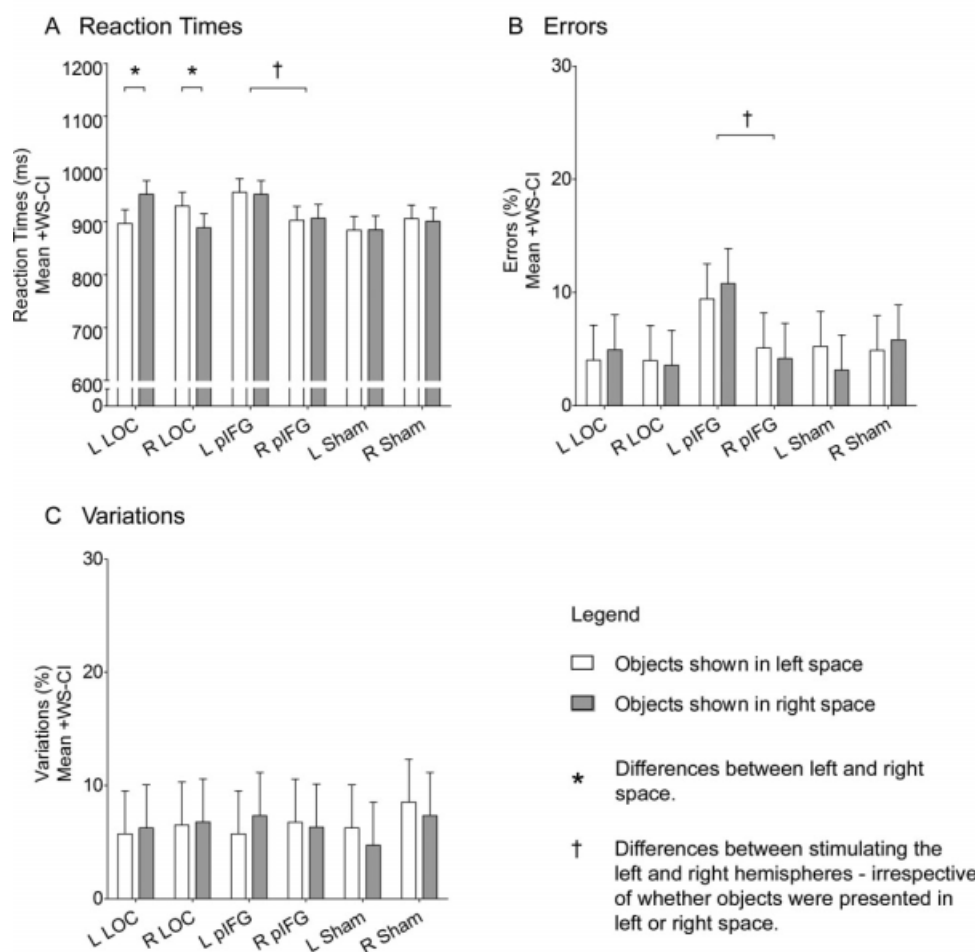 A Reaction Times
1200
1100
1000
900
800
700
600
0
Reaction Times (ms)
Mean +WS-CI
* * †
L LOC R LOC L pIFG R pIFG L Sham R Sham
B Errors
30
20
10
0
Errors (%)
Mean +WS-CI
†
L LOC R LOC L pIFG R pIFG L Sham R Sham
C Variations
30
20
10
0
Variations (%)
Mean +WS-CI
L LOC R LOC L pIFG R pIFG L Sham R Sham
Legend
Objects shown in left space
Objects shown in right space
* Differences between left and right
space.
† Differences between stimulating the
left and right hemispheres - irrespective
of whether objects were presented in
left or right space.